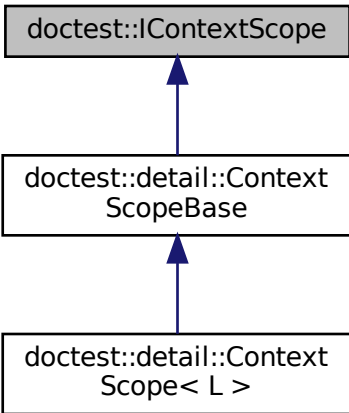 doctest::IContextScope
doctest::detail::Context
ScopeBase
doctest::detail::Context
Scope< L >